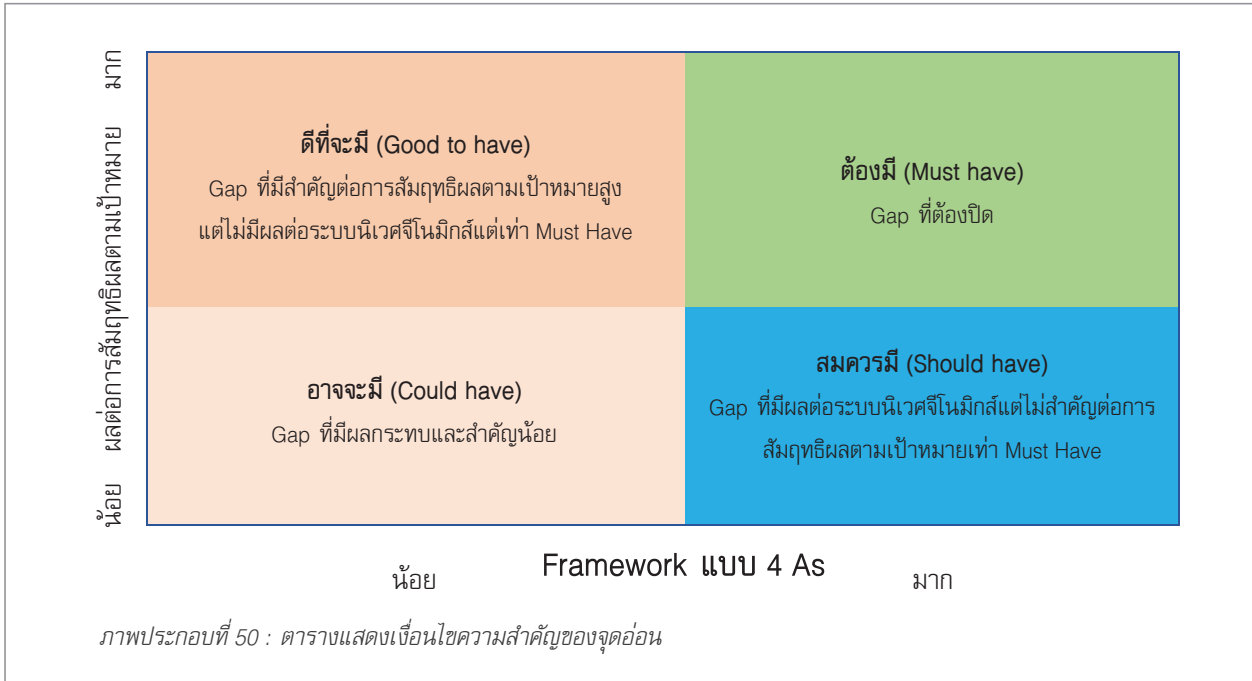 มาก
ผลต่อการสัมฤทธิผลตามเป้าหมาย
น้อย
ดีที่จะมี (Good to have)
Gap ที่มีสำคัญต่อการสัมฤทธิผลตามเป้าหมายสูง
แต่ไม่มีผลต่อระบบนิเวศจีโนมิกส์แต่เท่า Must Have
ต้องมี (Must have)
Gap ที่ต้องปิด
อาจจะมี (Could have)
Gap ที่มีผลกระทบและสำคัญน้อย
สมควรมี (Should have)
Gap ที่มีผลต่อระบบนิเวศจีโนมิกส์แต่ไม่สำคัญต่อการ
สัมฤทธิผลตามเป้าหมายเท่า Must Have
น้อย
Framework แบบ 4 As
มาก
ภาพประกอบที่ 50 : ตารางแสดงเงื่อนไขความสำคัญของจุดอ่อน